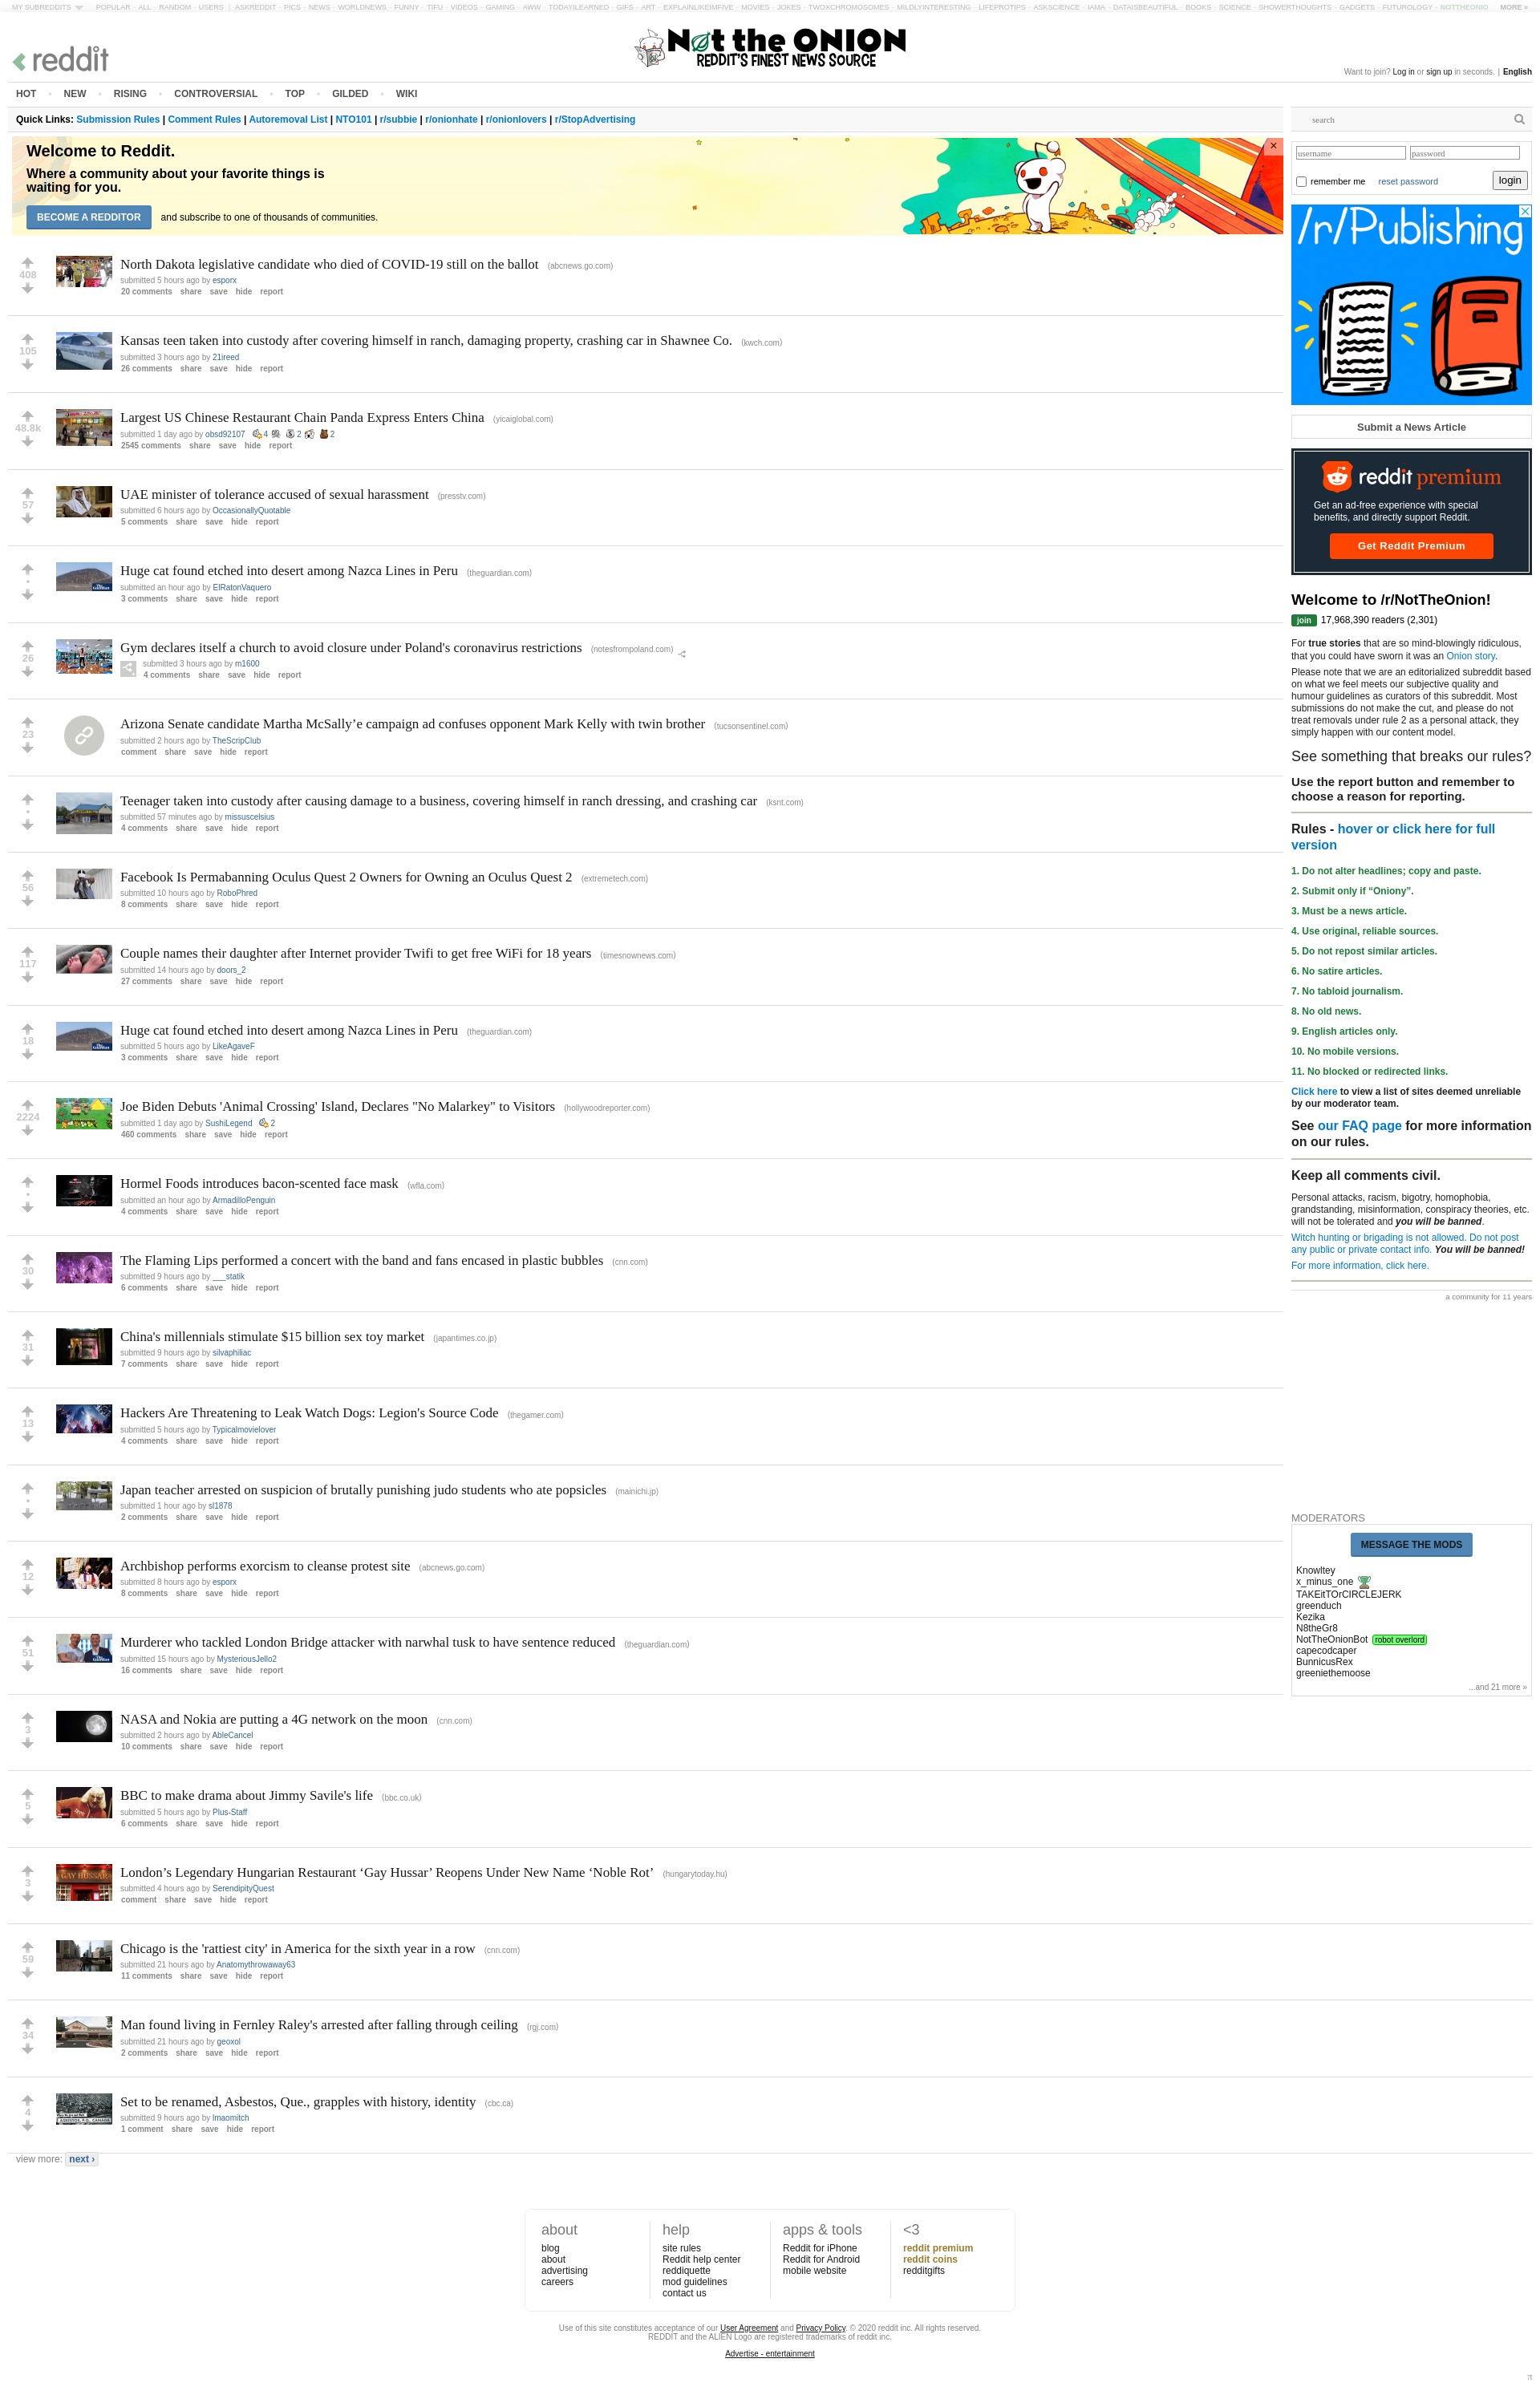 MY SUBREDDITS POPULAR - ALL - RANDOM - USERS | ASKREDDIT - PICS - NEWS - WORLDNEWS - FUNNY - TIFU - VIDEOS - GAMING - AWW - TODAYILEARNED - GIFS - ART - EXPLAINLIKEIMFIVE - MOVIES - JOKES - TWOXCHROMOSOMES - MILDLYINTERESTING - LIFEPROTIPS - ASKSCIENCE - IAMA - DATAISBEAUTIFUL - BOOKS - SCIENCE - SHOWERTHOUGHTS - GADGETS - FUTUROLOGY - NOTTHEONIO MORE »
reddit
Not the ONION
REDDIT'S FINEST NEWS SOURCE
Want to join? Log in or sign up in seconds. | English
HOT • NEW • RISING • CONTROVERSIAL • TOP • GILDED • WIKI
Quick Links: Submission Rules | Comment Rules | Autoremoval List | NTO101 | r/subbie | r/onionhate | r/onionlovers | r/StopAdvertising
Welcome to Reddit.
Where a community about your favorite things is
waiting for you.
BECOME A REDDITOR and subscribe to one of thousands of communities.
×
408
North Dakota legislative candidate who died of COVID-19 still on the ballot (abcnews.go.com)
submitted 5 hours ago by esporx
20 comments share save hide report
105
Kansas teen taken into custody after covering himself in ranch, damaging property, crashing car in Shawnee Co. (kwch.com)
submitted 3 hours ago by 21ireed
26 comments share save hide report
48.8k
Largest US Chinese Restaurant Chain Panda Express Enters China (yicaiglobal.com)
submitted 1 day ago by obsd92107 4 2 2
2545 comments share save hide report
57
UAE minister of tolerance accused of sexual harassment (presstv.com)
submitted 6 hours ago by OccasionallyQuotable
5 comments share save hide report
•
Huge cat found etched into desert among Nazca Lines in Peru (theguardian.com)
submitted an hour ago by ElRatonVaquero
3 comments share save hide report
26
Gym declares itself a church to avoid closure under Poland's coronavirus restrictions (notesfrompoland.com)
submitted 3 hours ago by m1600
4 comments share save hide report
23
Arizona Senate candidate Martha McSally’e campaign ad confuses opponent Mark Kelly with twin brother (tucsonsentinel.com)
submitted 2 hours ago by TheScripClub
comment share save hide report
•
Teenager taken into custody after causing damage to a business, covering himself in ranch dressing, and crashing car (ksnt.com)
submitted 57 minutes ago by missuscelsius
4 comments share save hide report
56
Facebook Is Permabanning Oculus Quest 2 Owners for Owning an Oculus Quest 2 (extremetech.com)
submitted 10 hours ago by RoboPhred
8 comments share save hide report
117
Couple names their daughter after Internet provider Twifi to get free WiFi for 18 years (timesnownews.com)
submitted 14 hours ago by doors_2
27 comments share save hide report
18
Huge cat found etched into desert among Nazca Lines in Peru (theguardian.com)
submitted 5 hours ago by LikeAgaveF
3 comments share save hide report
2224
Joe Biden Debuts 'Animal Crossing' Island, Declares "No Malarkey" to Visitors (hollywoodreporter.com)
submitted 1 day ago by SushiLegend 2
460 comments share save hide report
•
Hormel Foods introduces bacon-scented face mask (wfla.com)
submitted an hour ago by ArmadilloPenguin
4 comments share save hide report
30
The Flaming Lips performed a concert with the band and fans encased in plastic bubbles (cnn.com)
submitted 9 hours ago by ___statik
6 comments share save hide report
31
China's millennials stimulate $15 billion sex toy market (japantimes.co.jp)
submitted 9 hours ago by silvaphiliac
7 comments share save hide report
13
Hackers Are Threatening to Leak Watch Dogs: Legion's Source Code (thegamer.com)
submitted 5 hours ago by Typicalmovielover
4 comments share save hide report
•
Japan teacher arrested on suspicion of brutally punishing judo students who ate popsicles (mainichi.jp)
submitted 1 hour ago by sl1878
2 comments share save hide report
12
Archbishop performs exorcism to cleanse protest site (abcnews.go.com)
submitted 8 hours ago by esporx
8 comments share save hide report
51
Murderer who tackled London Bridge attacker with narwhal tusk to have sentence reduced (theguardian.com)
submitted 15 hours ago by MysteriousJello2
16 comments share save hide report
3
NASA and Nokia are putting a 4G network on the moon (cnn.com)
submitted 2 hours ago by AbleCancel
10 comments share save hide report
5
BBC to make drama about Jimmy Savile's life (bbc.co.uk)
submitted 5 hours ago by Plus-Staff
6 comments share save hide report
3
London’s Legendary Hungarian Restaurant ‘Gay Hussar’ Reopens Under New Name ‘Noble Rot’ (hungarytoday.hu)
submitted 4 hours ago by SerendipityQuest
comment share save hide report
59
Chicago is the 'rattiest city' in America for the sixth year in a row (cnn.com)
submitted 21 hours ago by Anatomythrowaway63
11 comments share save hide report
34
Man found living in Fernley Raley's arrested after falling through ceiling (rgj.com)
submitted 21 hours ago by geoxol
2 comments share save hide report
4
Set to be renamed, Asbestos, Que., grapples with history, identity (cbc.ca)
submitted 9 hours ago by lmaomitch
1 comment share save hide report
view more: next ›
search
username password
remember me reset password login
/r/Publishing
Submit a News Article
reddit premium
Get an ad-free experience with special
benefits, and directly support Reddit.
Get Reddit Premium
Welcome to /r/NotTheOnion!
join 17,968,390 readers (2,301)
For true stories that are so mind-blowingly ridiculous,
that you could have sworn it was an Onion story.
Please note that we are an editorialized subreddit based
on what we feel meets our subjective quality and
humour guidelines as curators of this subreddit. Most
submissions do not make the cut, and please do not
treat removals under rule 2 as a personal attack, they
simply happen with our content model.
See something that breaks our rules?
Use the report button and remember to
choose a reason for reporting.
Rules - hover or click here for full
version
1. Do not alter headlines; copy and paste.
2. Submit only if “Oniony”.
3. Must be a news article.
4. Use original, reliable sources.
5. Do not repost similar articles.
6. No satire articles.
7. No tabloid journalism.
8. No old news.
9. English articles only.
10. No mobile versions.
11. No blocked or redirected links.
Click here to view a list of sites deemed unreliable
by our moderator team.
See our FAQ page for more information
on our rules.
Keep all comments civil.
Personal attacks, racism, bigotry, homophobia,
grandstanding, misinformation, conspiracy theories, etc.
will not be tolerated and you will be banned.
Witch hunting or brigading is not allowed. Do not post
any public or private contact info. You will be banned!
For more information, click here.
a community for 11 years
MODERATORS
MESSAGE THE MODS
Knowltey
x_minus_one
TAKEitTOrCIRCLEJERK
greenduch
Kezika
N8theGr8
NotTheOnionBot robot overlord
capecodcaper
BunnicusRex
greeniethemoose
...and 21 more »
about
blog
about
advertising
careers
help
site rules
Reddit help center
reddiquette
mod guidelines
contact us
apps & tools
Reddit for iPhone
Reddit for Android
mobile website
<3
reddit premium
reddit coins
redditgifts
Use of this site constitutes acceptance of our User Agreement and Privacy Policy. © 2020 reddit inc. All rights reserved.
REDDIT and the ALIEN Logo are registered trademarks of reddit inc.
Advertise - entertainment
π